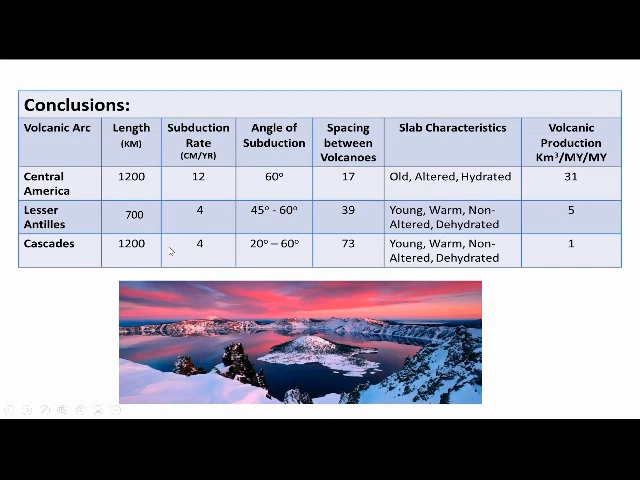 Conclusions:
Volcanic Arc
Length
(KM)
Subduction
Rate
(CM/YR)
Angle of
Subduction
Spacing
between
Volcanoes
Slab Characteristics
Volcanic
Production
Km³/MY/MY
Central
America
1200
12
60°
17
Old, Altered, Hydrated
31
Lesser
Antilles
700
4
45° - 60°
39
Young, Warm, Non-
Altered, Dehydrated
5
Cascades
1200
4
20° – 60°
73
Young, Warm, Non-
Altered, Dehydrated
1